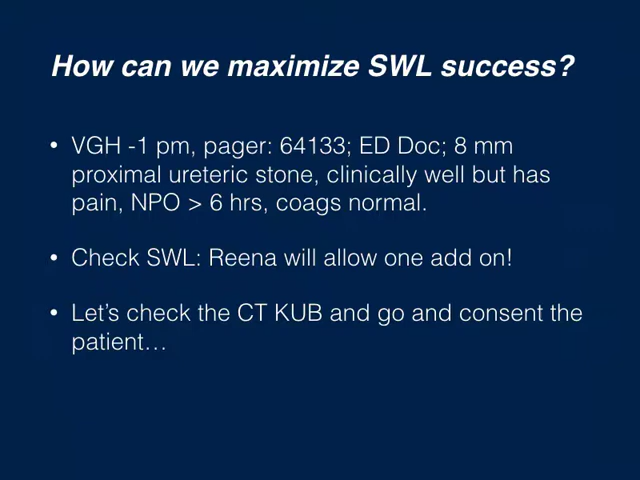 How can we maximize SWL success?
• VGH -1 pm, pager: 64133; ED Doc; 8 mm
proximal ureteric stone, clinically well but has
pain, NPO > 6 hrs, coags normal.
• Check SWL: Reena will allow one add on!
• Let's check the CT KUB and go and consent the
patient…